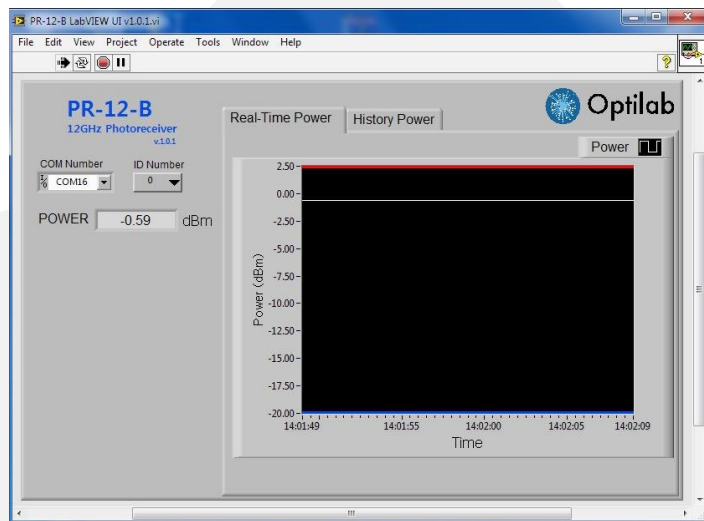 PR-12-B LabVIEW UI v1.0.1.vi
File Edit View Project Operate Tools Window Help
PR-12-B
12GHz Photoreceiver
v.1.0.1
Optilab
COM Number ID Number
COM16 0
POWER -0.59 dBm
Real-Time Power History Power
Power
2.50
0.00
-2.50
-5.00
-7.50
-10.00
-12.50
-15.00
-17.50
-20.00
Power (dBm)
14:01:49 14:01:55 14:02:00 14:02:05 14:02:09
Time